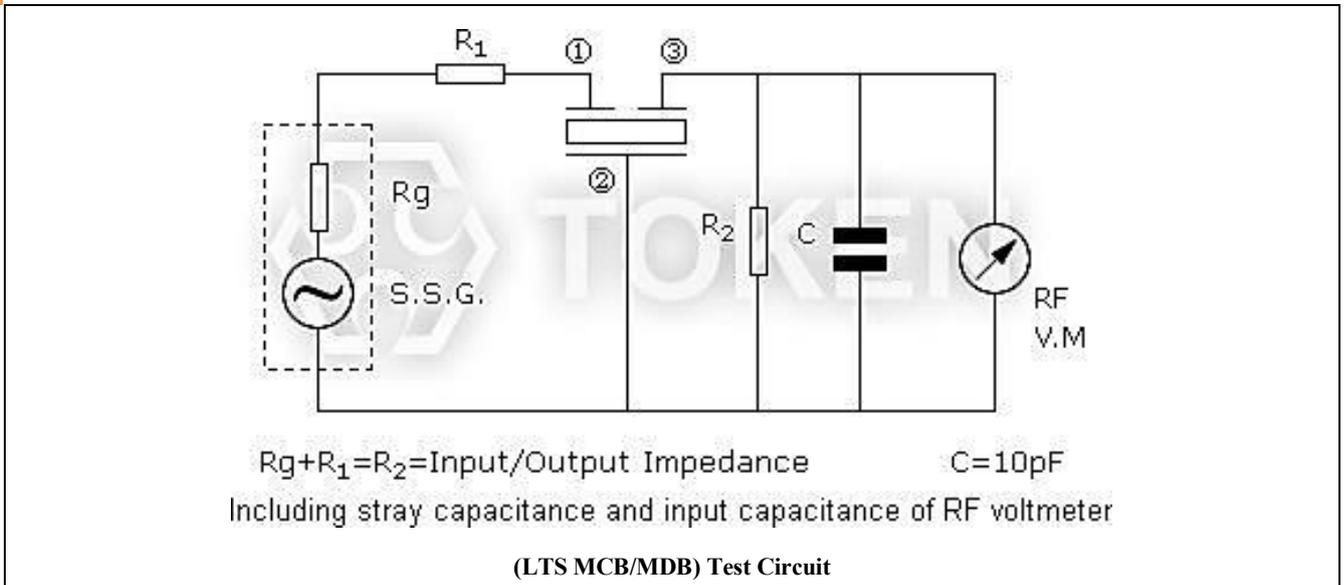 R₁
①
③
②
Rg
S.S.G.
TOKEN
R₂
C
RF
V.M
Rg+R₁=R₂=Input/Output Impedance
C=10pF
Including stray capacitance and input capacitance of RF voltmeter
(LTS MCB/MDB) Test Circuit